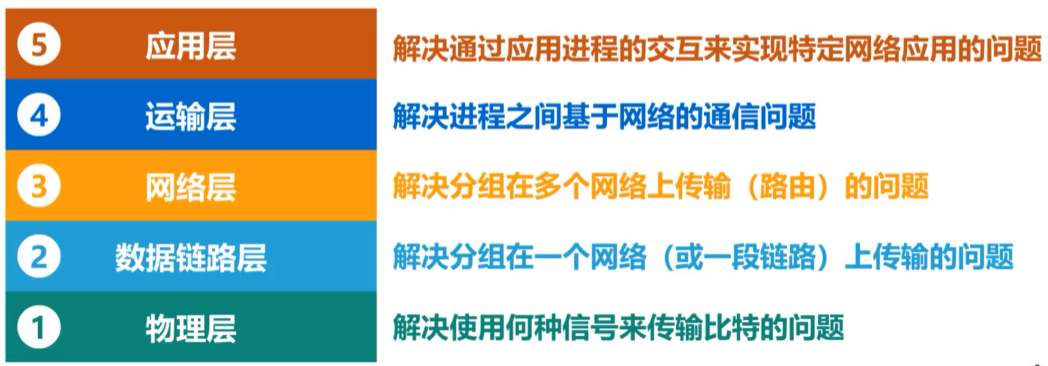 5 应用层 解决通过应用进程的交互来实现特定网络应用的问题
4 运输层 解决进程之间基于网络的通信问题
3 网络层 解决分组在多个网络上传输（路由）的问题
2 数据链路层 解决分组在一个网络（或一段链路）上传输的问题
1 物理层 解决使用何种信号来传输比特的问题